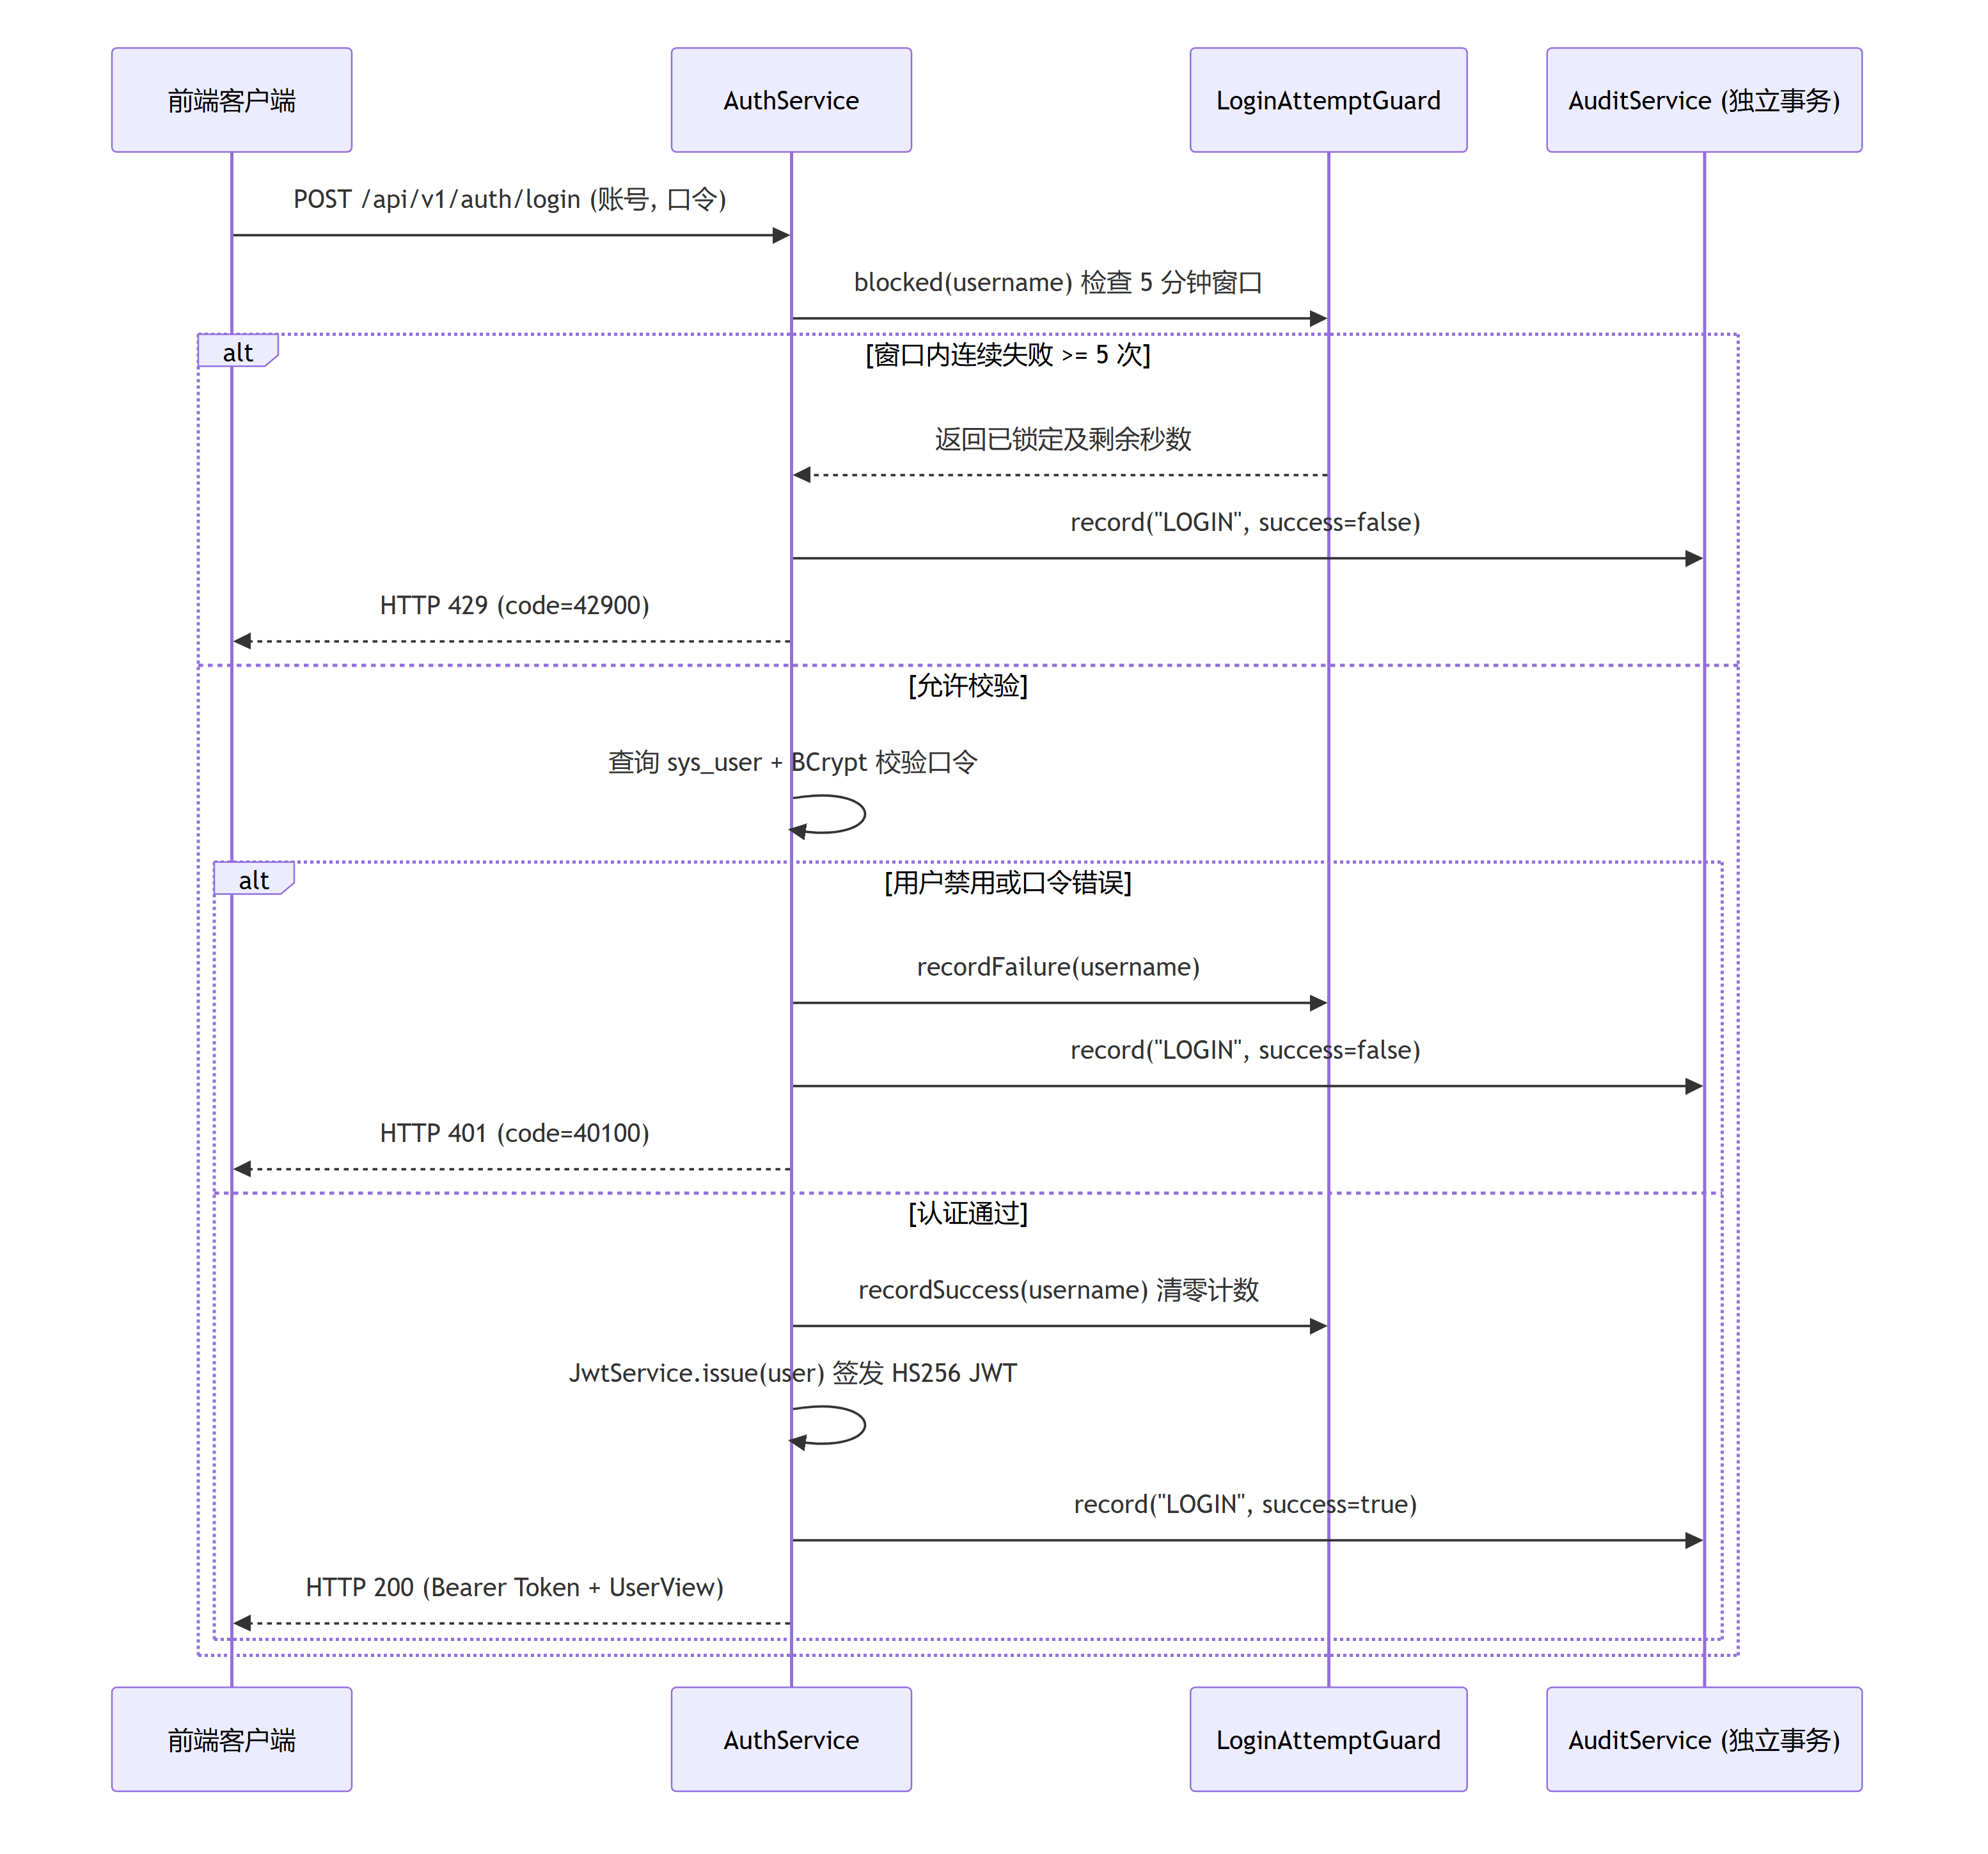 前端客户端
AuthService
LoginAttemptGuard
AuditService (独立事务)
POST /api/v1/auth/login (账号, 口令)
blocked(username) 检查 5 分钟窗口
alt
[窗口内连续失败 >= 5 次]
返回已锁定及剩余秒数
record("LOGIN", success=false)
HTTP 429 (code=42900)
[允许校验]
查询 sys_user + BCrypt 校验口令
alt
[用户禁用或口令错误]
recordFailure(username)
record("LOGIN", success=false)
HTTP 401 (code=40100)
[认证通过]
recordSuccess(username) 清零计数
JwtService.issue(user) 签发 HS256 JWT
record("LOGIN", success=true)
HTTP 200 (Bearer Token + UserView)
前端客户端
AuthService
LoginAttemptGuard
AuditService (独立事务)